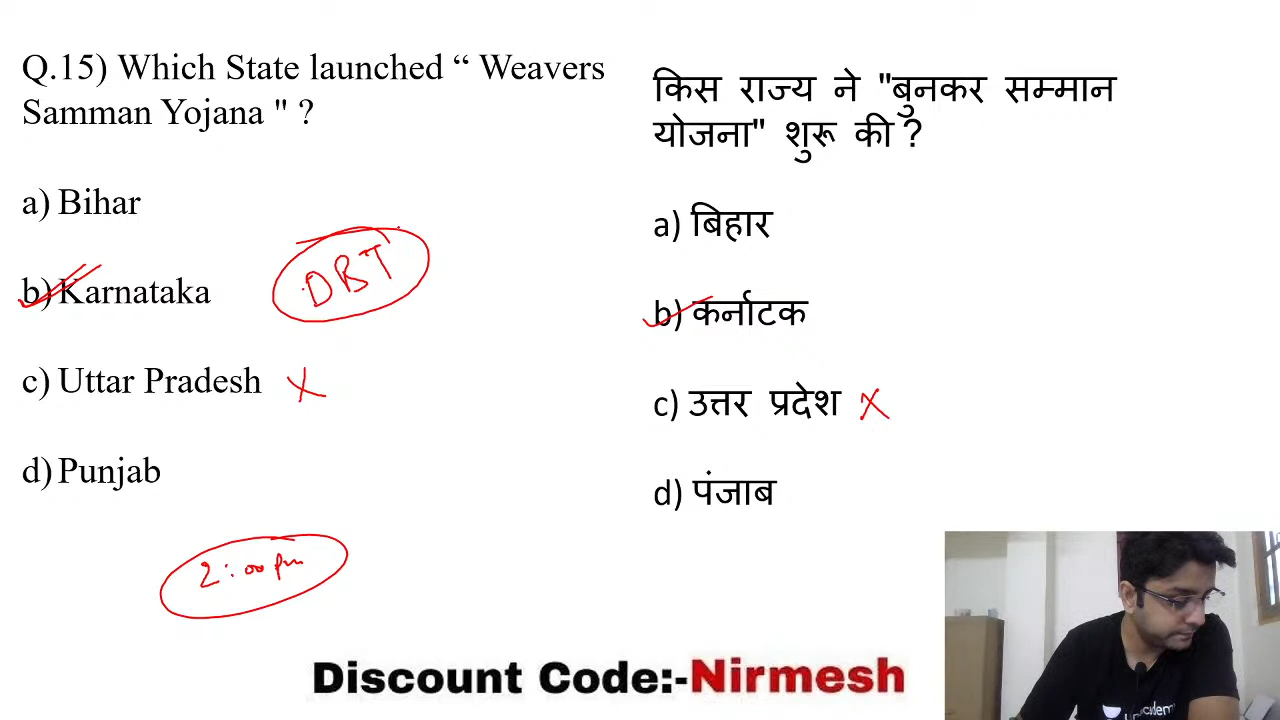 Q.15) Which State launched “ Weavers
Samman Yojana " ?
a) Bihar
b) Karnataka
c) Uttar Pradesh
d) Punjab
DBT
X
2:00 pm
किस राज्य ने "बुनकर सम्मान
योजना" शुरू की ?
a) बिहार
b) कर्नाटक
c) उत्तर प्रदेश
d) पंजाब
X
Discount Code:-Nirmesh